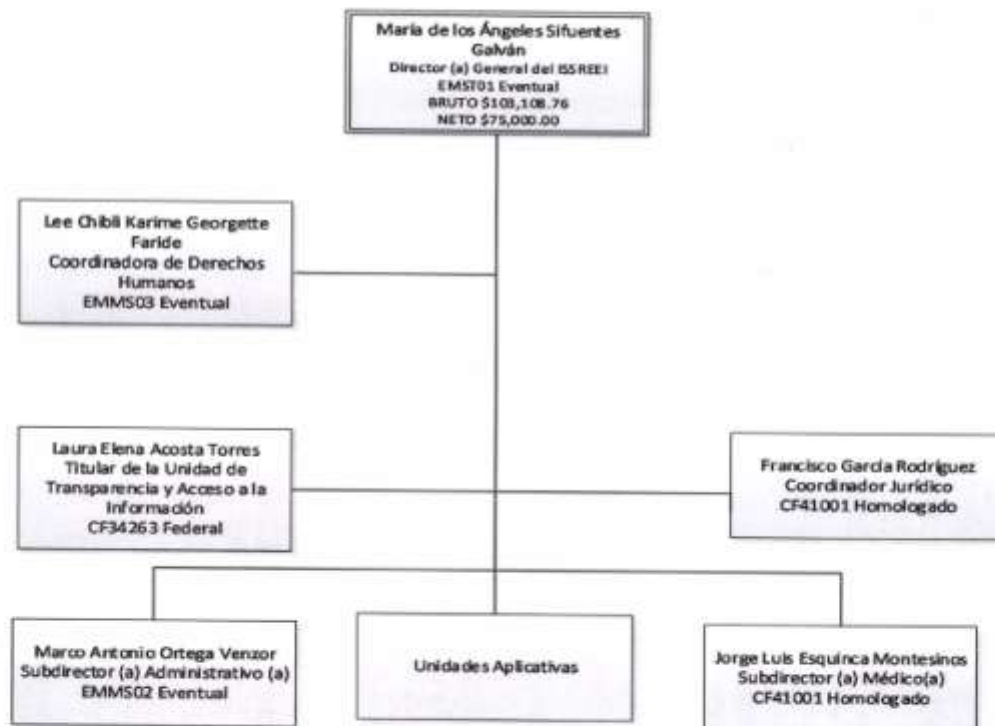 María de los Ángeles Sifuentes
Galván
Director (a) General del ISSREEI
EMST01 Eventual
BRUTO $103,108.76
NETO $75,000.00
Lee Chibli Karime Georgette
Faride
Coordinadora de Derechos
Humanos
EMMS03 Eventual
Laura Elena Acosta Torres
Titular de la Unidad de
Transparencia y Acceso a la
Información
CF34263 Federal
Francisco García Rodríguez
Coordinador Jurídico
CF41001 Homologado
Marco Antonio Ortega Venzor
Subdirector (a) Administrativo (a)
EMMS02 Eventual
Unidades Aplicativas
Jorge Luis Esquinca Montesinos
Subdirector (a) Médico(a)
CF41001 Homologado